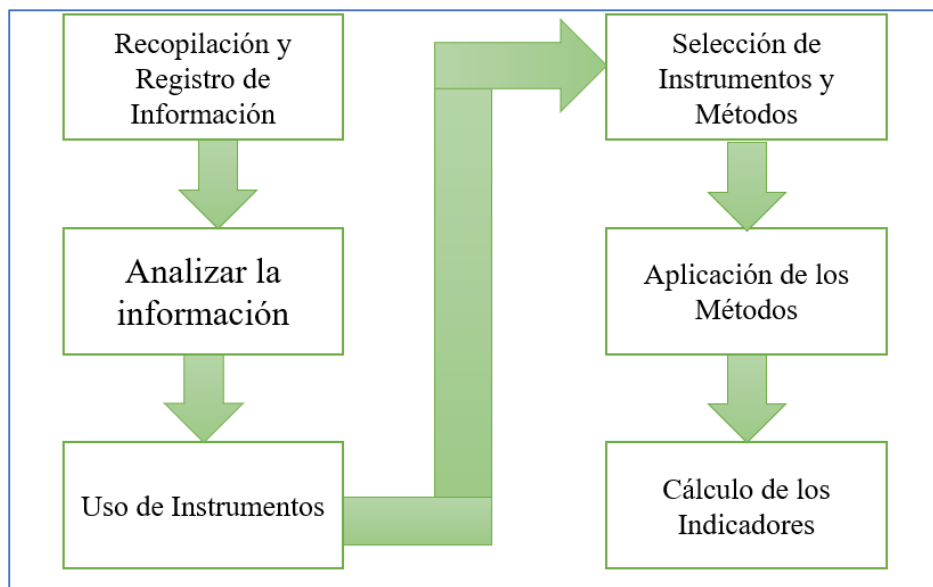 Recopilación y
Registro de
Información
Analizar la
información
Uso de Instrumentos
Selección de
Instrumentos y
Métodos
Aplicación de los
Métodos
Cálculo de los
Indicadores